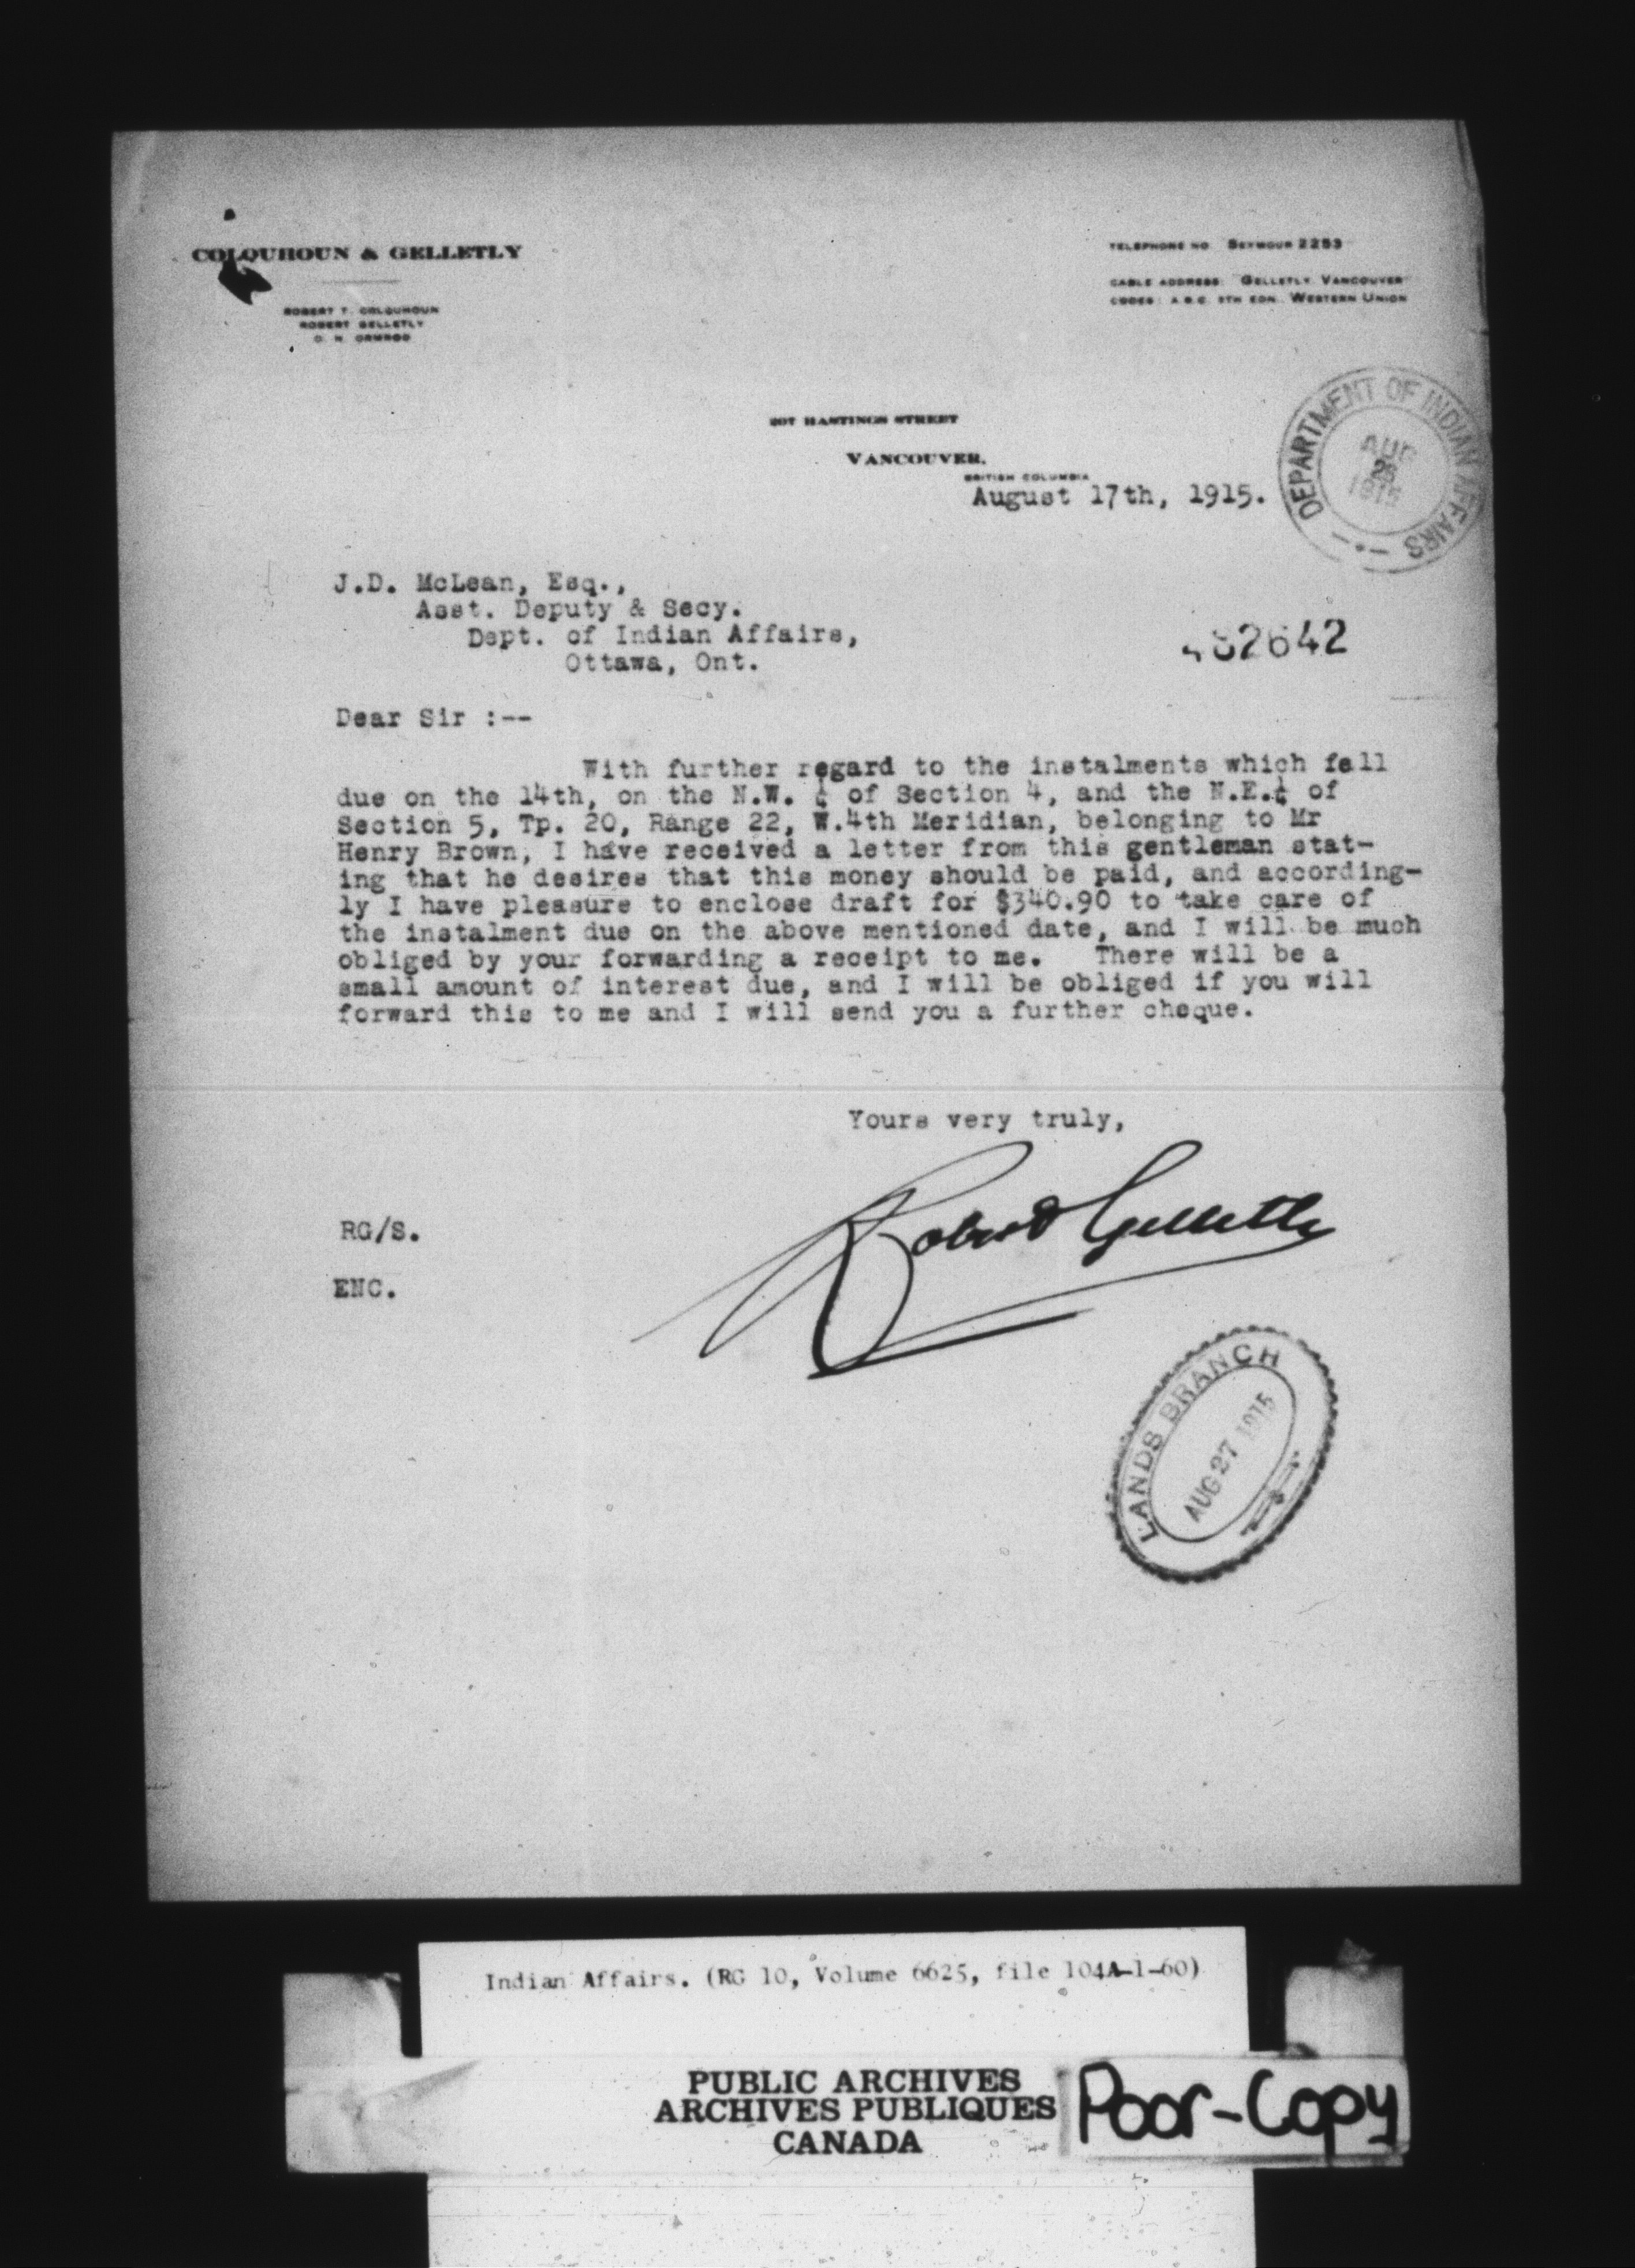 COLQUHOUN & GELLETLY
ROBERT T. COLQUHOUN
ROBERT GELLETLY
TELEPHONE NO. SEYMOUR 2253
CABLE ADDRESS: GELLETLY VANCOUVER
CODES: A.B.C. 5TH EDN. WESTERN UNION
HASTINGS STREET
VANCOUVER,
BRITISH COLUMBIA
August 17th, 1915.
DEPARTMENT OF INDIAN AFFAIRS
AUG
1915
J.D. McLean, Esq.,
Asst. Deputy & Secy.
Dept. of Indian Affairs,
Ottawa, Ont.
482642
Dear Sir :--
With further regard to the instalments which fell
due on the 14th, on the N.W. ¼ of Section 4, and the N.E.¼ of
Section 5, Tp. 20, Range 22, W.4th Meridian, belonging to Mr
Henry Brown, I have received a letter from this gentleman stat-
ing that he desires that this money should be paid, and according-
ly I have pleasure to enclose draft for $340.90 to take care of
the instalment due on the above mentioned date, and I will be much
obliged by your forwarding a receipt to me. There will be a
small amount of interest due, and I will be obliged if you will
forward this to me and I will send you a further cheque.
Yours very truly,
Robert Gelletly
RG/S.
ENC.
LANDS BRANCH
AUG 27 1915
Indian Affairs. (RG 10, Volume 6625, file 104A-1-60)
PUBLIC ARCHIVES
ARCHIVES PUBLIQUES
CANADA
Poor-Copy